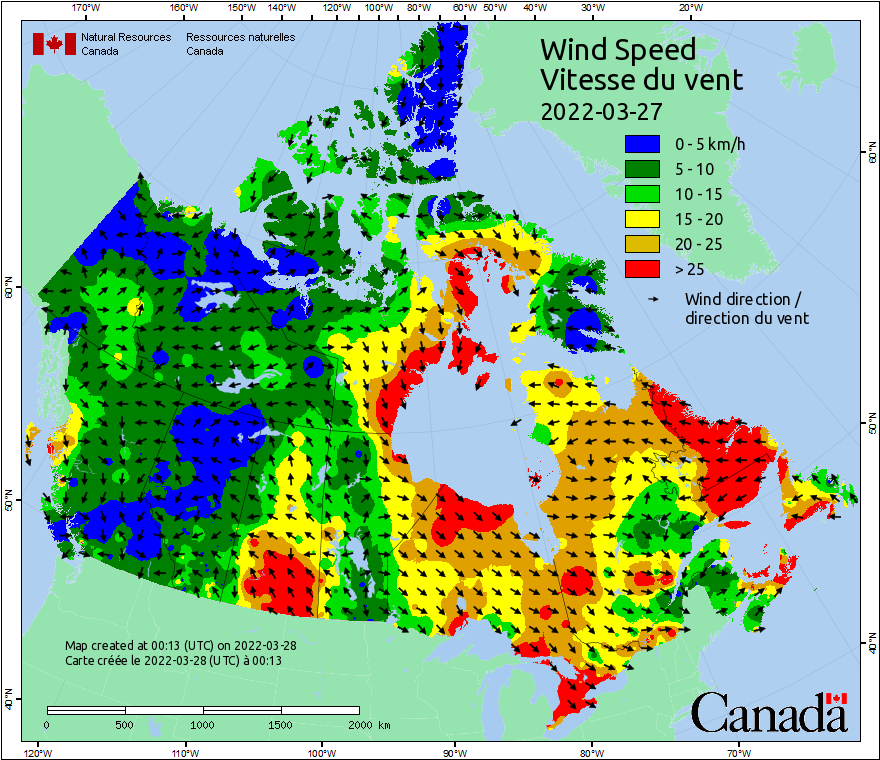 170°W 160°W 150°W 140°W 120°W 100°W 80°W 60°W 50°W 40°W 30°W 20°W
Natural Resources Ressources naturelles
Canada Canada
Wind Speed
Vitesse du vent
2022-03-27
0 - 5 km/h
5 - 10
10 - 15
15 - 20
20 - 25
> 25
Wind direction /
direction du vent
60°N 60°N
50°N 50°N
40°N 40°N
Map created at 00:13 (UTC) on 2022-03-28
Carte créée le 2022-03-28 (UTC) à 00:13
0 500 1000 1500 2000 km
Canada
120°W 110°W 100°W 90°W 80°W 70°W